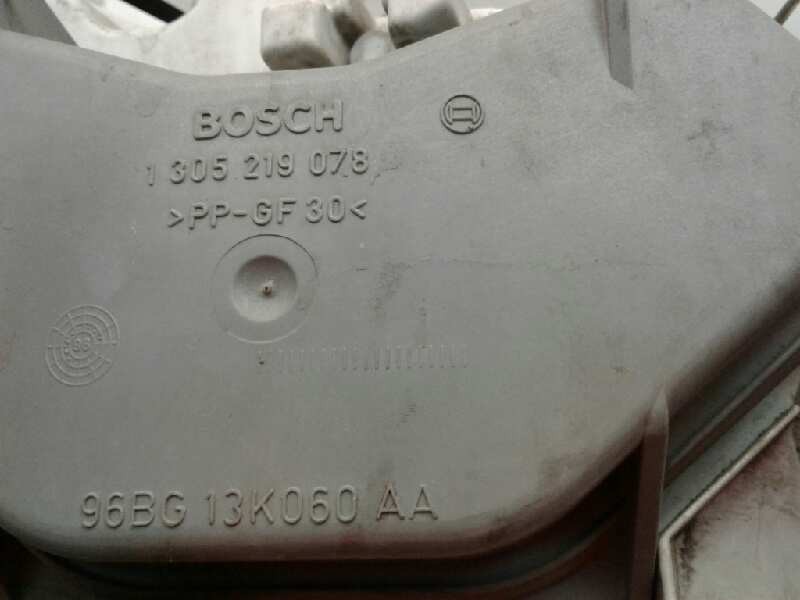 BOSCH
1 305 219 078
>PP-GF 30<
96BG 13K060 AA